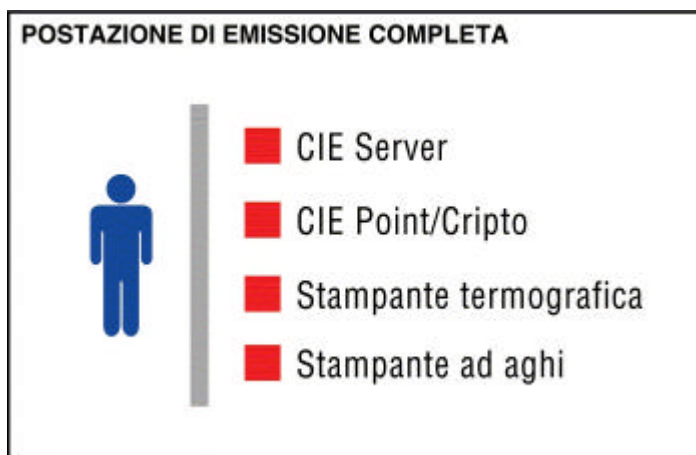 POSTAZIONE DI EMISSIONE COMPLETA
CIE Server
CIE Point/Cripto
Stampante termografica
Stampante ad aghi